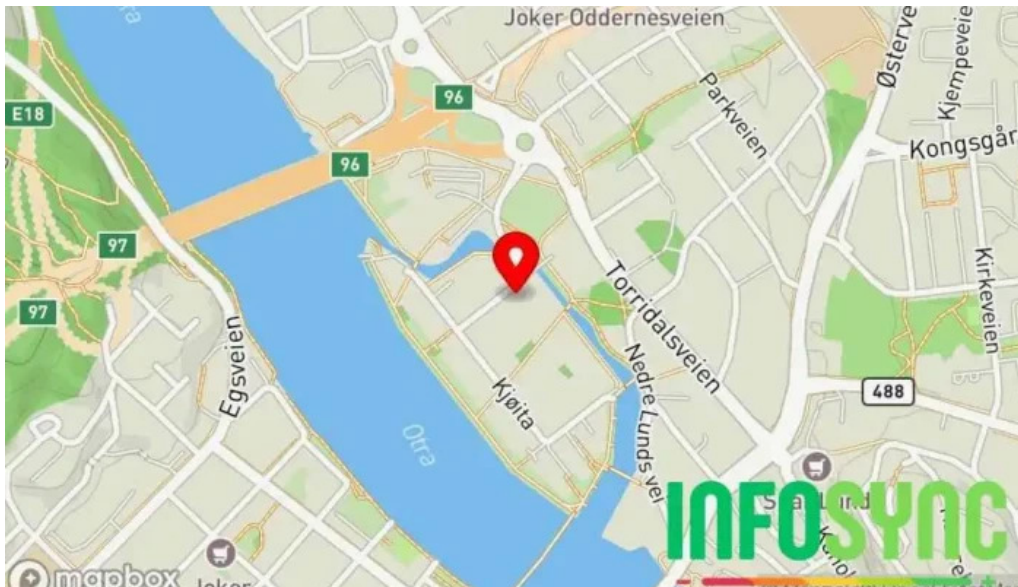 Joker Oddernesveien
E18
96
96
97
97
Parkveien
Østerve
Kjempeveie
Kongsgår
Kirkeveien
Torridalsveien
Nedre Lunds vei
Egsveien
Otra
Kjøita
488
INFOSYNC
mapbox
Joker